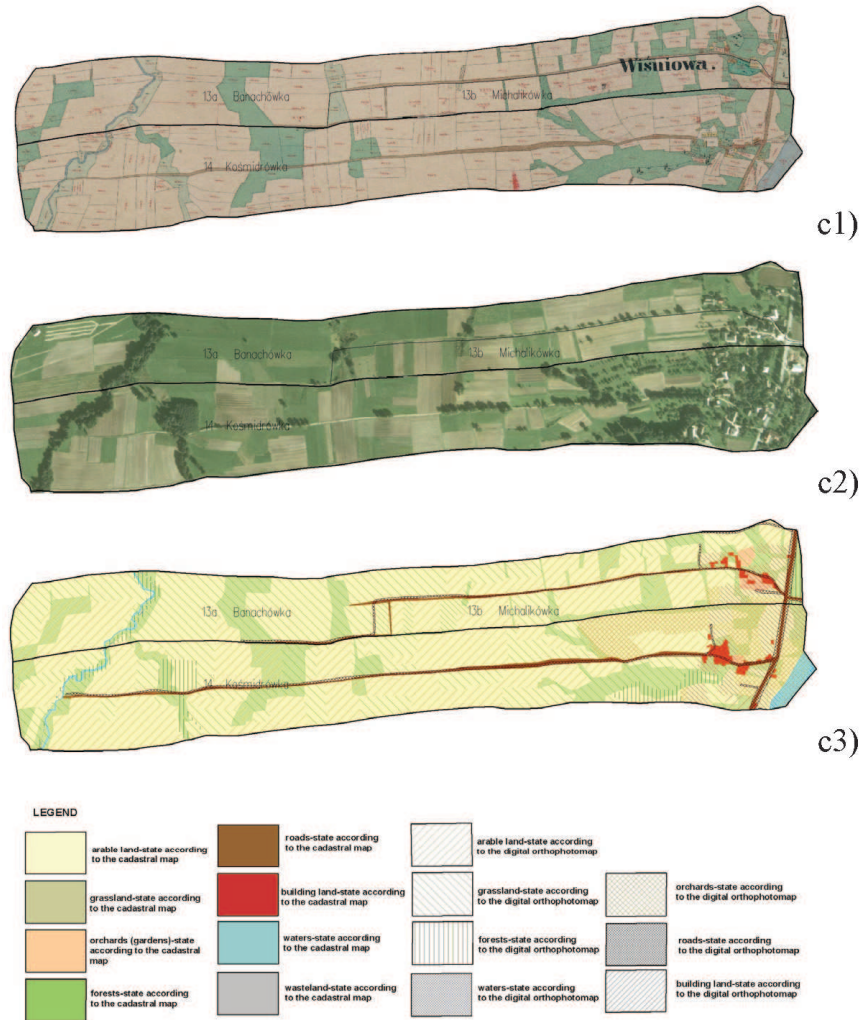 Wiśniowa.
13a Banachówka
13b Michalikówka
14 Kośmidrówka
c1)
13a Banachówka
13b Michalikówka
14 Kośmidrówka
c2)
13a Banachówka
13b Michalikówka
14 Kośmidrówka
c3)
LEGEND
arable land-state according
to the cadastral map
grassland-state according
to the cadastral map
orchards (gardens)-state
according to the cadastral
map
forests-state according
to the cadastral map
roads-state according
to the cadastral map
building land-state according
to the cadastral map
waters-state according
to the cadastral map
wasteland-state according
to the cadastral map
arable land-state according
to the digital orthophotomap
grassland-state according
to the digital orthophotomap
forests-state according
to the digital orthophotomap
waters-state according
to the digital orthophotomap
orchards-state according
to the digital orthophotomap
roads-state according
to the digital orthophotomap
building land-state according
to the digital orthophotomap